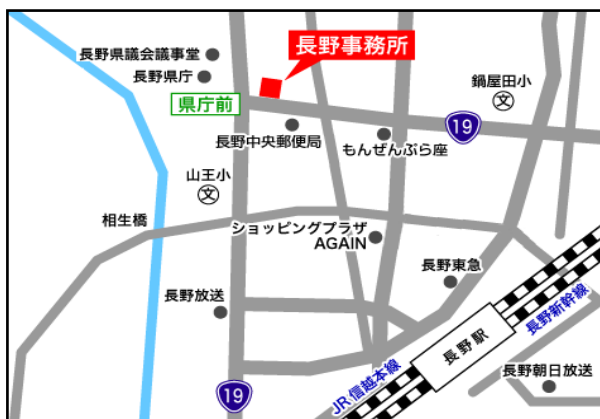 長野県議会議事堂
長野県庁
長野事務所
県庁前
鍋屋田小
文
19
長野中央郵便局
もんぜんぷら座
山王小
文
相生橋
ショッピングプラザ
AGAIN
長野東急
長野放送
長野新幹線
長野駅
JR信越本線
長野朝日放送
19